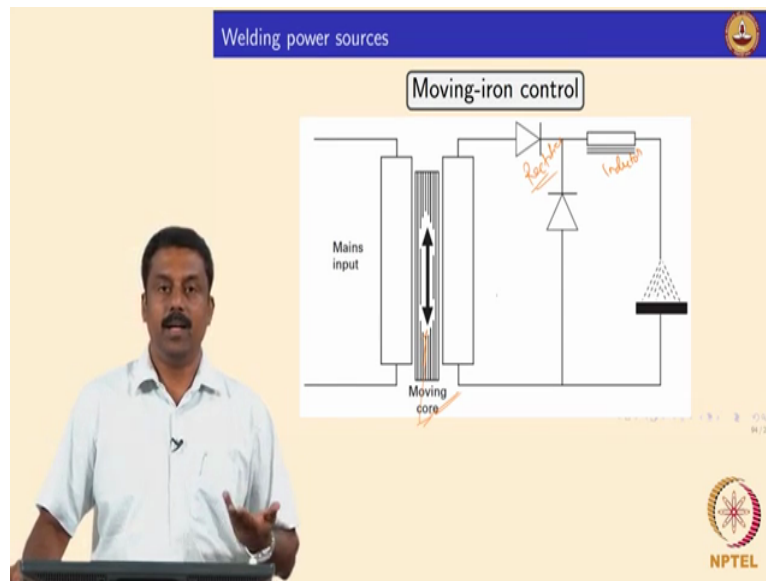 Welding power sources
Moving-iron control
Rectifier
Inductor
Mains
input
Moving
core
NPTEL